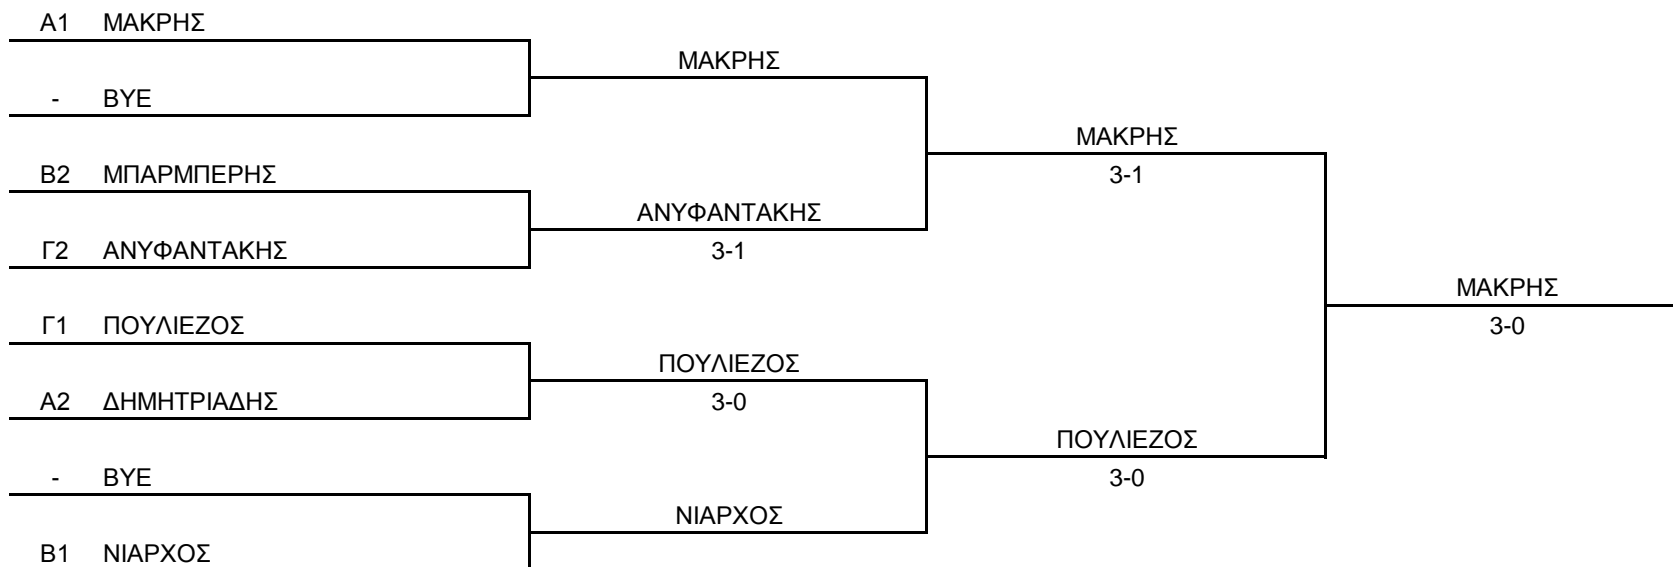 Α1 ΜΑΚΡΗΣ
ΜΑΚΡΗΣ
- BYE
ΜΑΚΡΗΣ
Β2 ΜΠΑΡΜΠΕΡΗΣ
3-1
ΑΝΥΦΑΝΤΑΚΗΣ
Γ2 ΑΝΥΦΑΝΤΑΚΗΣ
3-1
ΜΑΚΡΗΣ
Γ1 ΠΟΥΛΙΕΖΟΣ
3-0
ΠΟΥΛΙΕΖΟΣ
Α2 ΔΗΜΗΤΡΙΑΔΗΣ
3-0
ΠΟΥΛΙΕΖΟΣ
- BYE
3-0
ΝΙΑΡΧΟΣ
Β1 ΝΙΑΡΧΟΣ